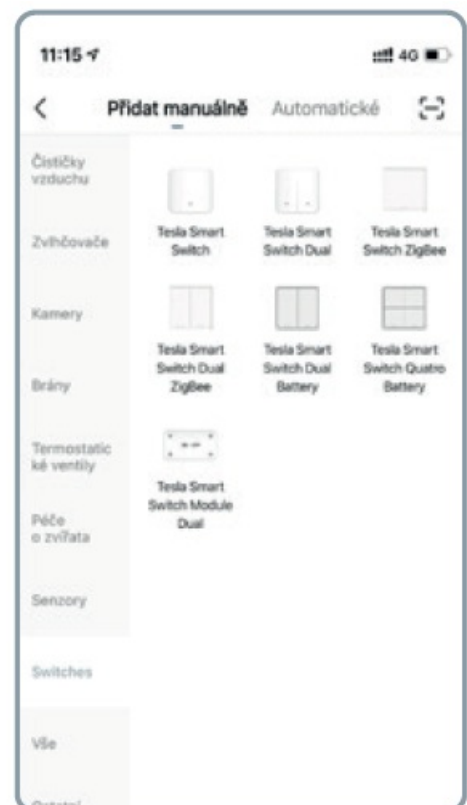 11:15
4G
Přidat manuálně Automatické
Čističky
vzduchu
Zvlhčovače
Kamery
Brány
Termostatic
ké ventily
Péče
o zvířata
Senzory
Switches
Vše
Ostatní
Tesla Smart
Switch
Tesla Smart
Switch Dual
Tesla Smart
Switch ZigBee
Tesla Smart
Switch Dual
ZigBee
Tesla Smart
Switch Dual
Battery
Tesla Smart
Switch Quatro
Battery
Tesla Smart
Switch Module
Dual